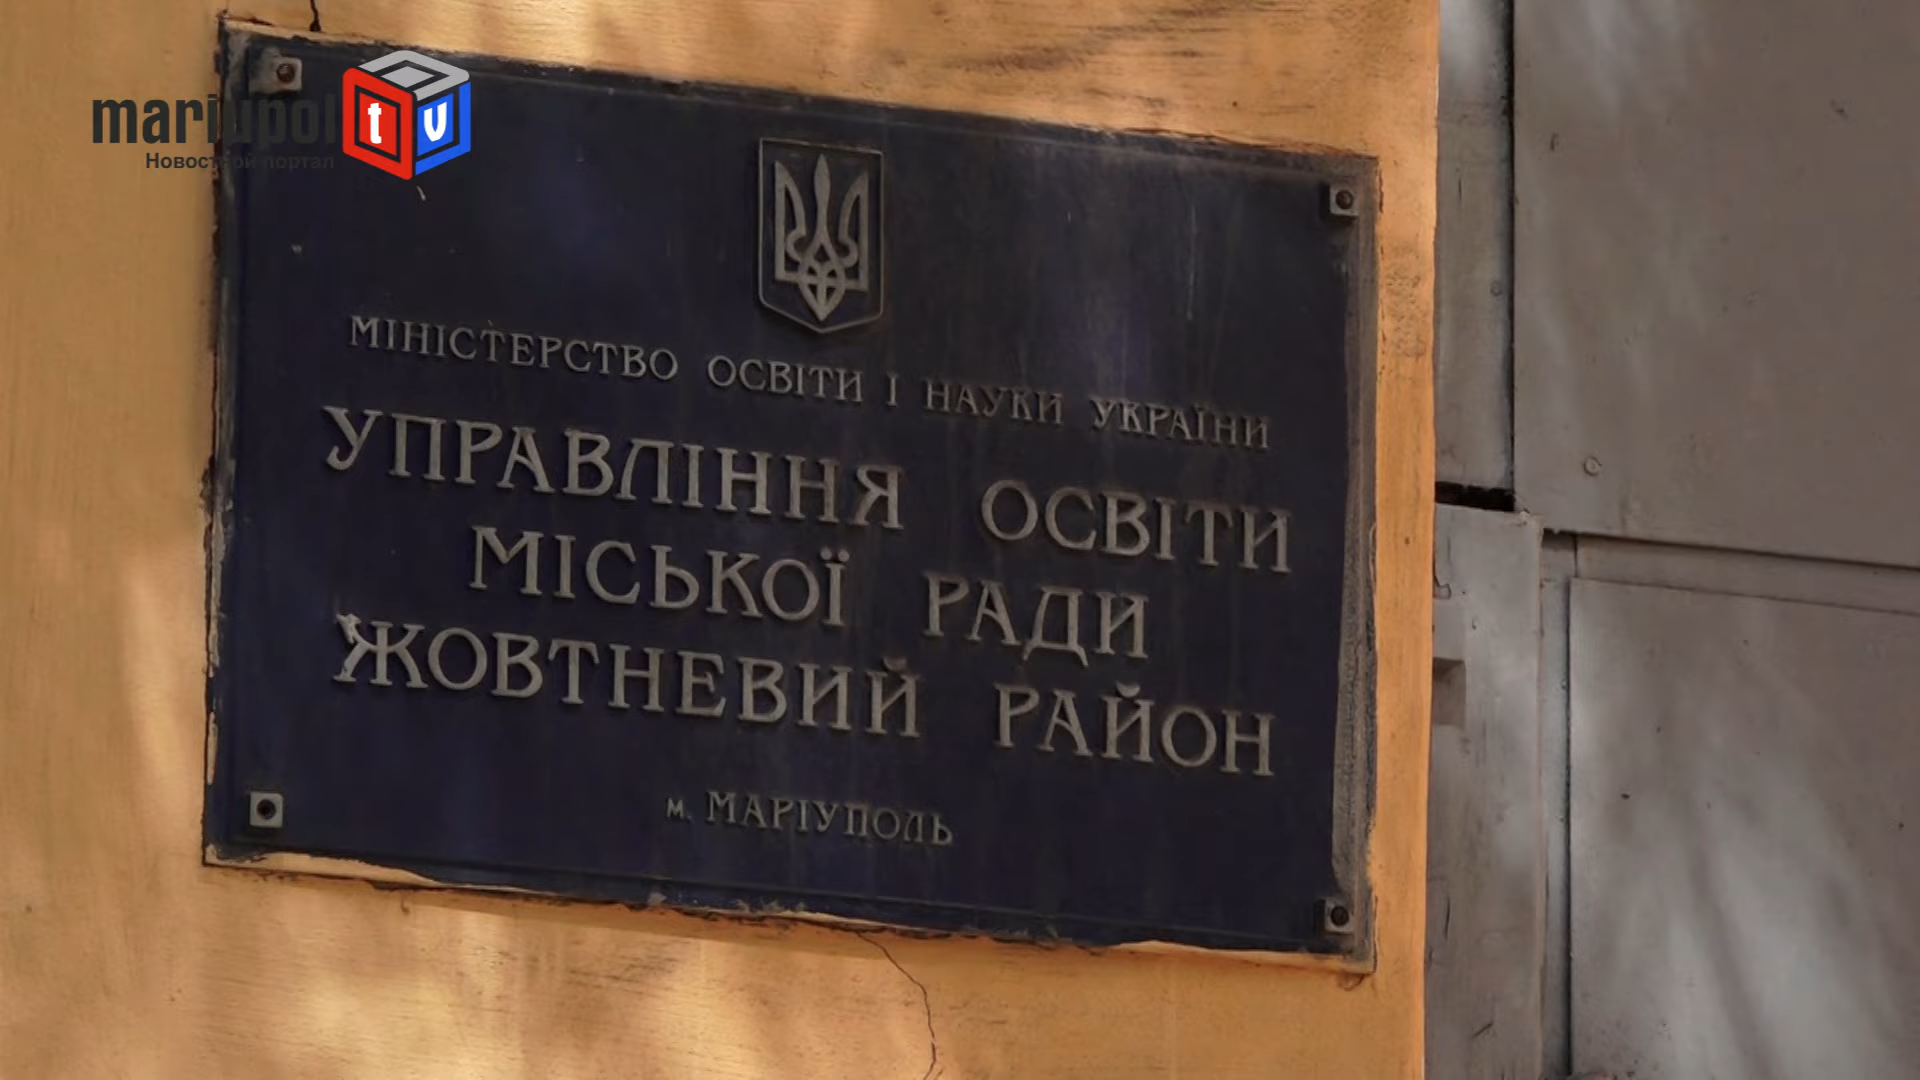 mariupol tv
Новостной портал
МІНІСТЕРСТВО ОСВІТИ І НАУКИ УКРАЇНИ
УПРАВЛІННЯ ОСВІТИ
МІСЬКОЇ РАДИ
ЖОВТНЕВИЙ РАЙОН
м. МАРІУПОЛЬ